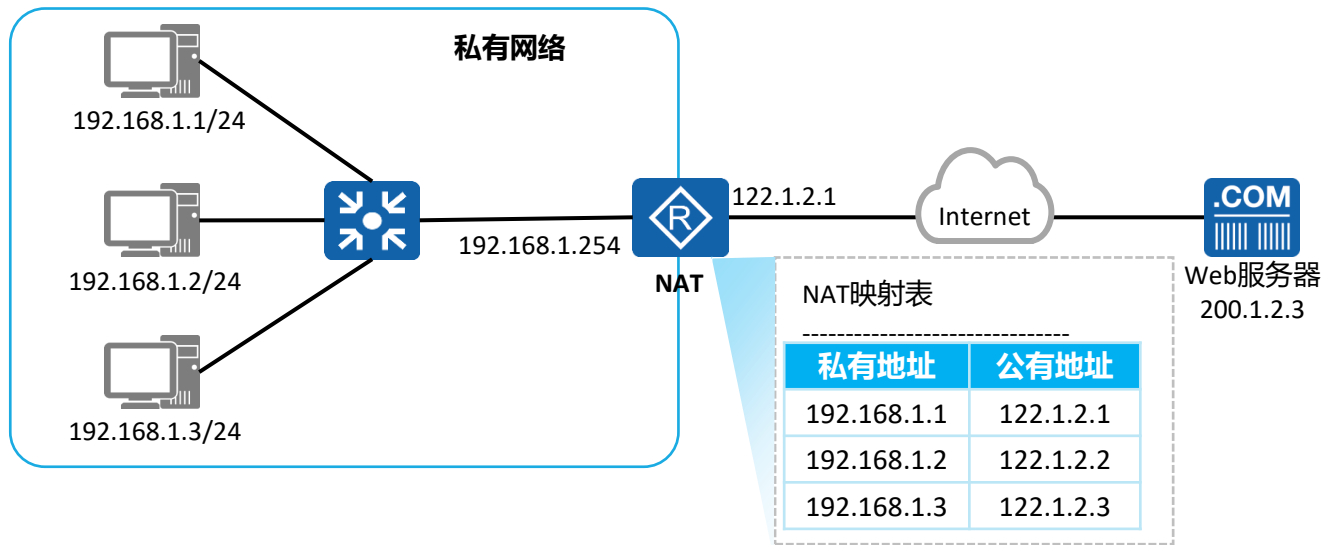 私有网络
192.168.1.1/24
192.168.1.2/24
192.168.1.3/24
192.168.1.254
R
NAT
122.1.2.1
Internet
.COM
Web服务器
200.1.2.3
NAT映射表
-------------------------------
私有地址 公有地址
192.168.1.1 122.1.2.1
192.168.1.2 122.1.2.2
192.168.1.3 122.1.2.3